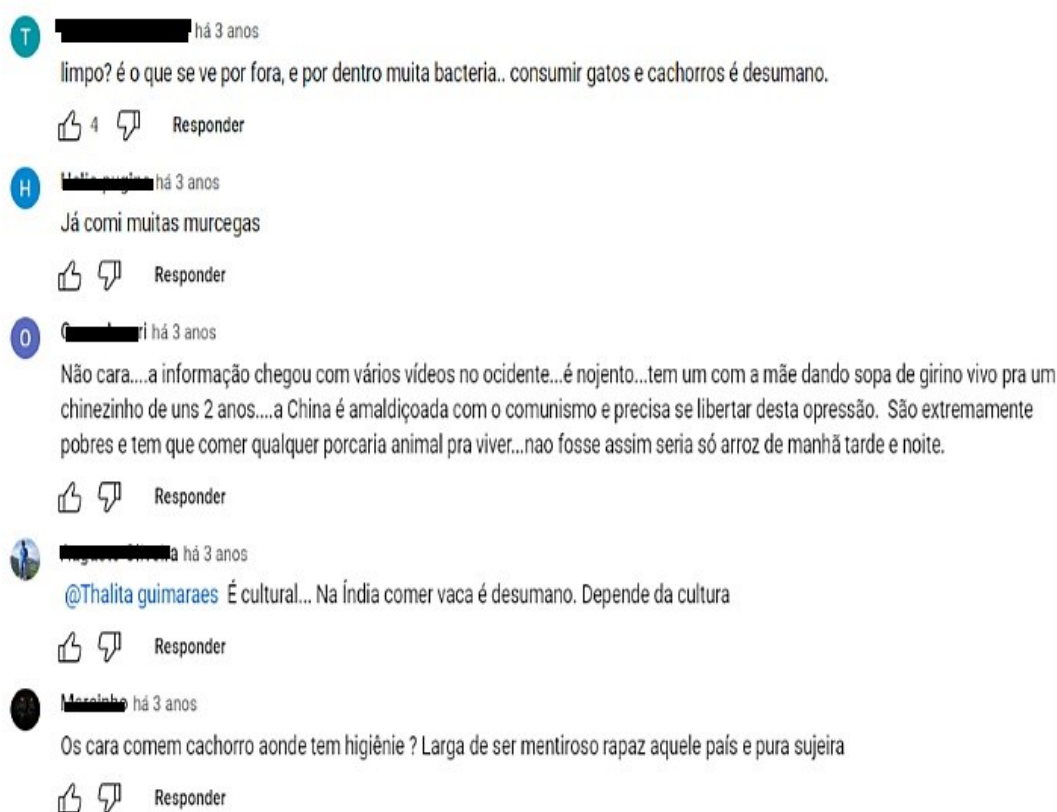 T
há 3 anos
limpo? é o que se ve por fora, e por dentro muita bacteria.. consumir gatos e cachorros é desumano.
4 Responder
H
há 3 anos
Já comi muitas murcegas
Responder
O
há 3 anos
Não cara....a informação chegou com vários vídeos no ocidente...é nojento...tem um com a mãe dando sopa de girino vivo pra um
chinezinho de uns 2 anos....a China é amaldiçoada com o comunismo e precisa se libertar desta opressão. São extremamente
pobres e tem que comer qualquer porcaria animal pra viver...nao fosse assim seria só arroz de manhã tarde e noite.
Responder
há 3 anos
@Thalita guimaraes É cultural... Na Índia comer vaca é desumano. Depende da cultura
Responder
há 3 anos
Os cara comem cachorro aonde tem higiênie ? Larga de ser mentiroso rapaz aquele país e pura sujeira
Responder